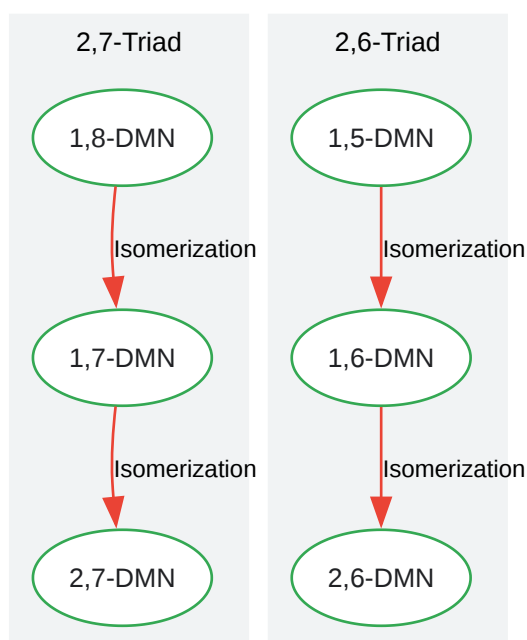 2,7-Triad
1,8-DMN
Isomerization
1,7-DMN
Isomerization
2,7-DMN
2,6-Triad
1,5-DMN
Isomerization
1,6-DMN
Isomerization
2,6-DMN